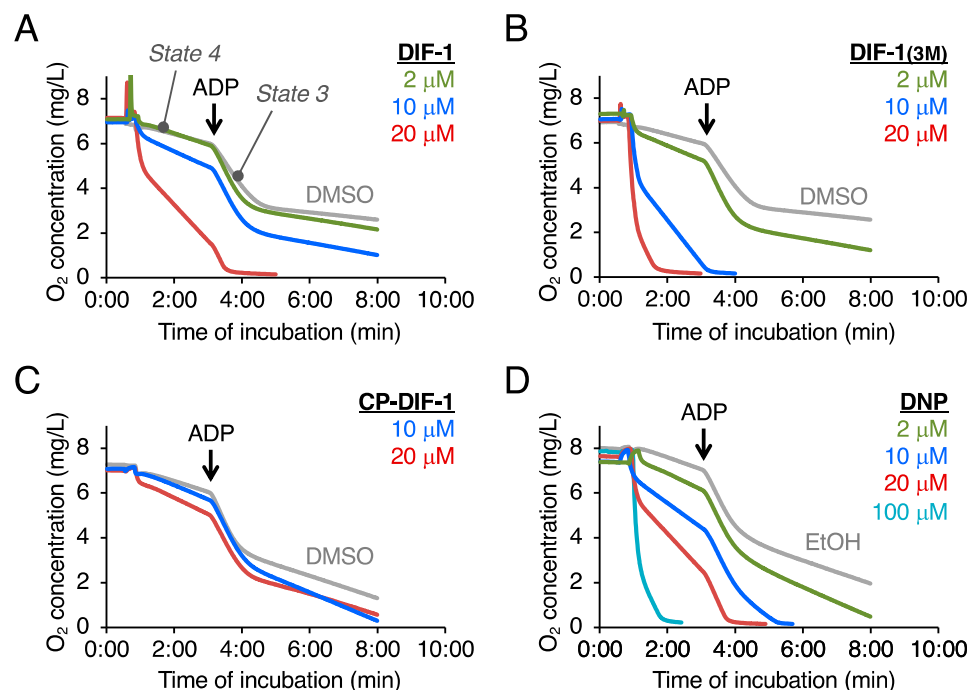 A
State 4
ADP
State 3
DIF-1
2 μM
10 μM
20 μM
DMSO
O2 concentration (mg/L)
8
6
4
2
0
0:00 2:00 4:00 6:00 8:00 10:00
Time of incubation (min)
B
ADP
DIF-1(3M)
2 μM
10 μM
20 μM
DMSO
O2 concentration (mg/L)
8
6
4
2
0
0:00 2:00 4:00 6:00 8:00 10:00
Time of incubation (min)
C
ADP
CP-DIF-1
10 μM
20 μM
DMSO
O2 concentration (mg/L)
8
6
4
2
0
0:00 2:00 4:00 6:00 8:00 10:00
Time of incubation (min)
D
ADP
DNP
2 μM
10 μM
20 μM
100 μM
EtOH
O2 concentration (mg/L)
8
6
4
2
0
0:00 2:00 4:00 6:00 8:00 10:00
Time of incubation (min)